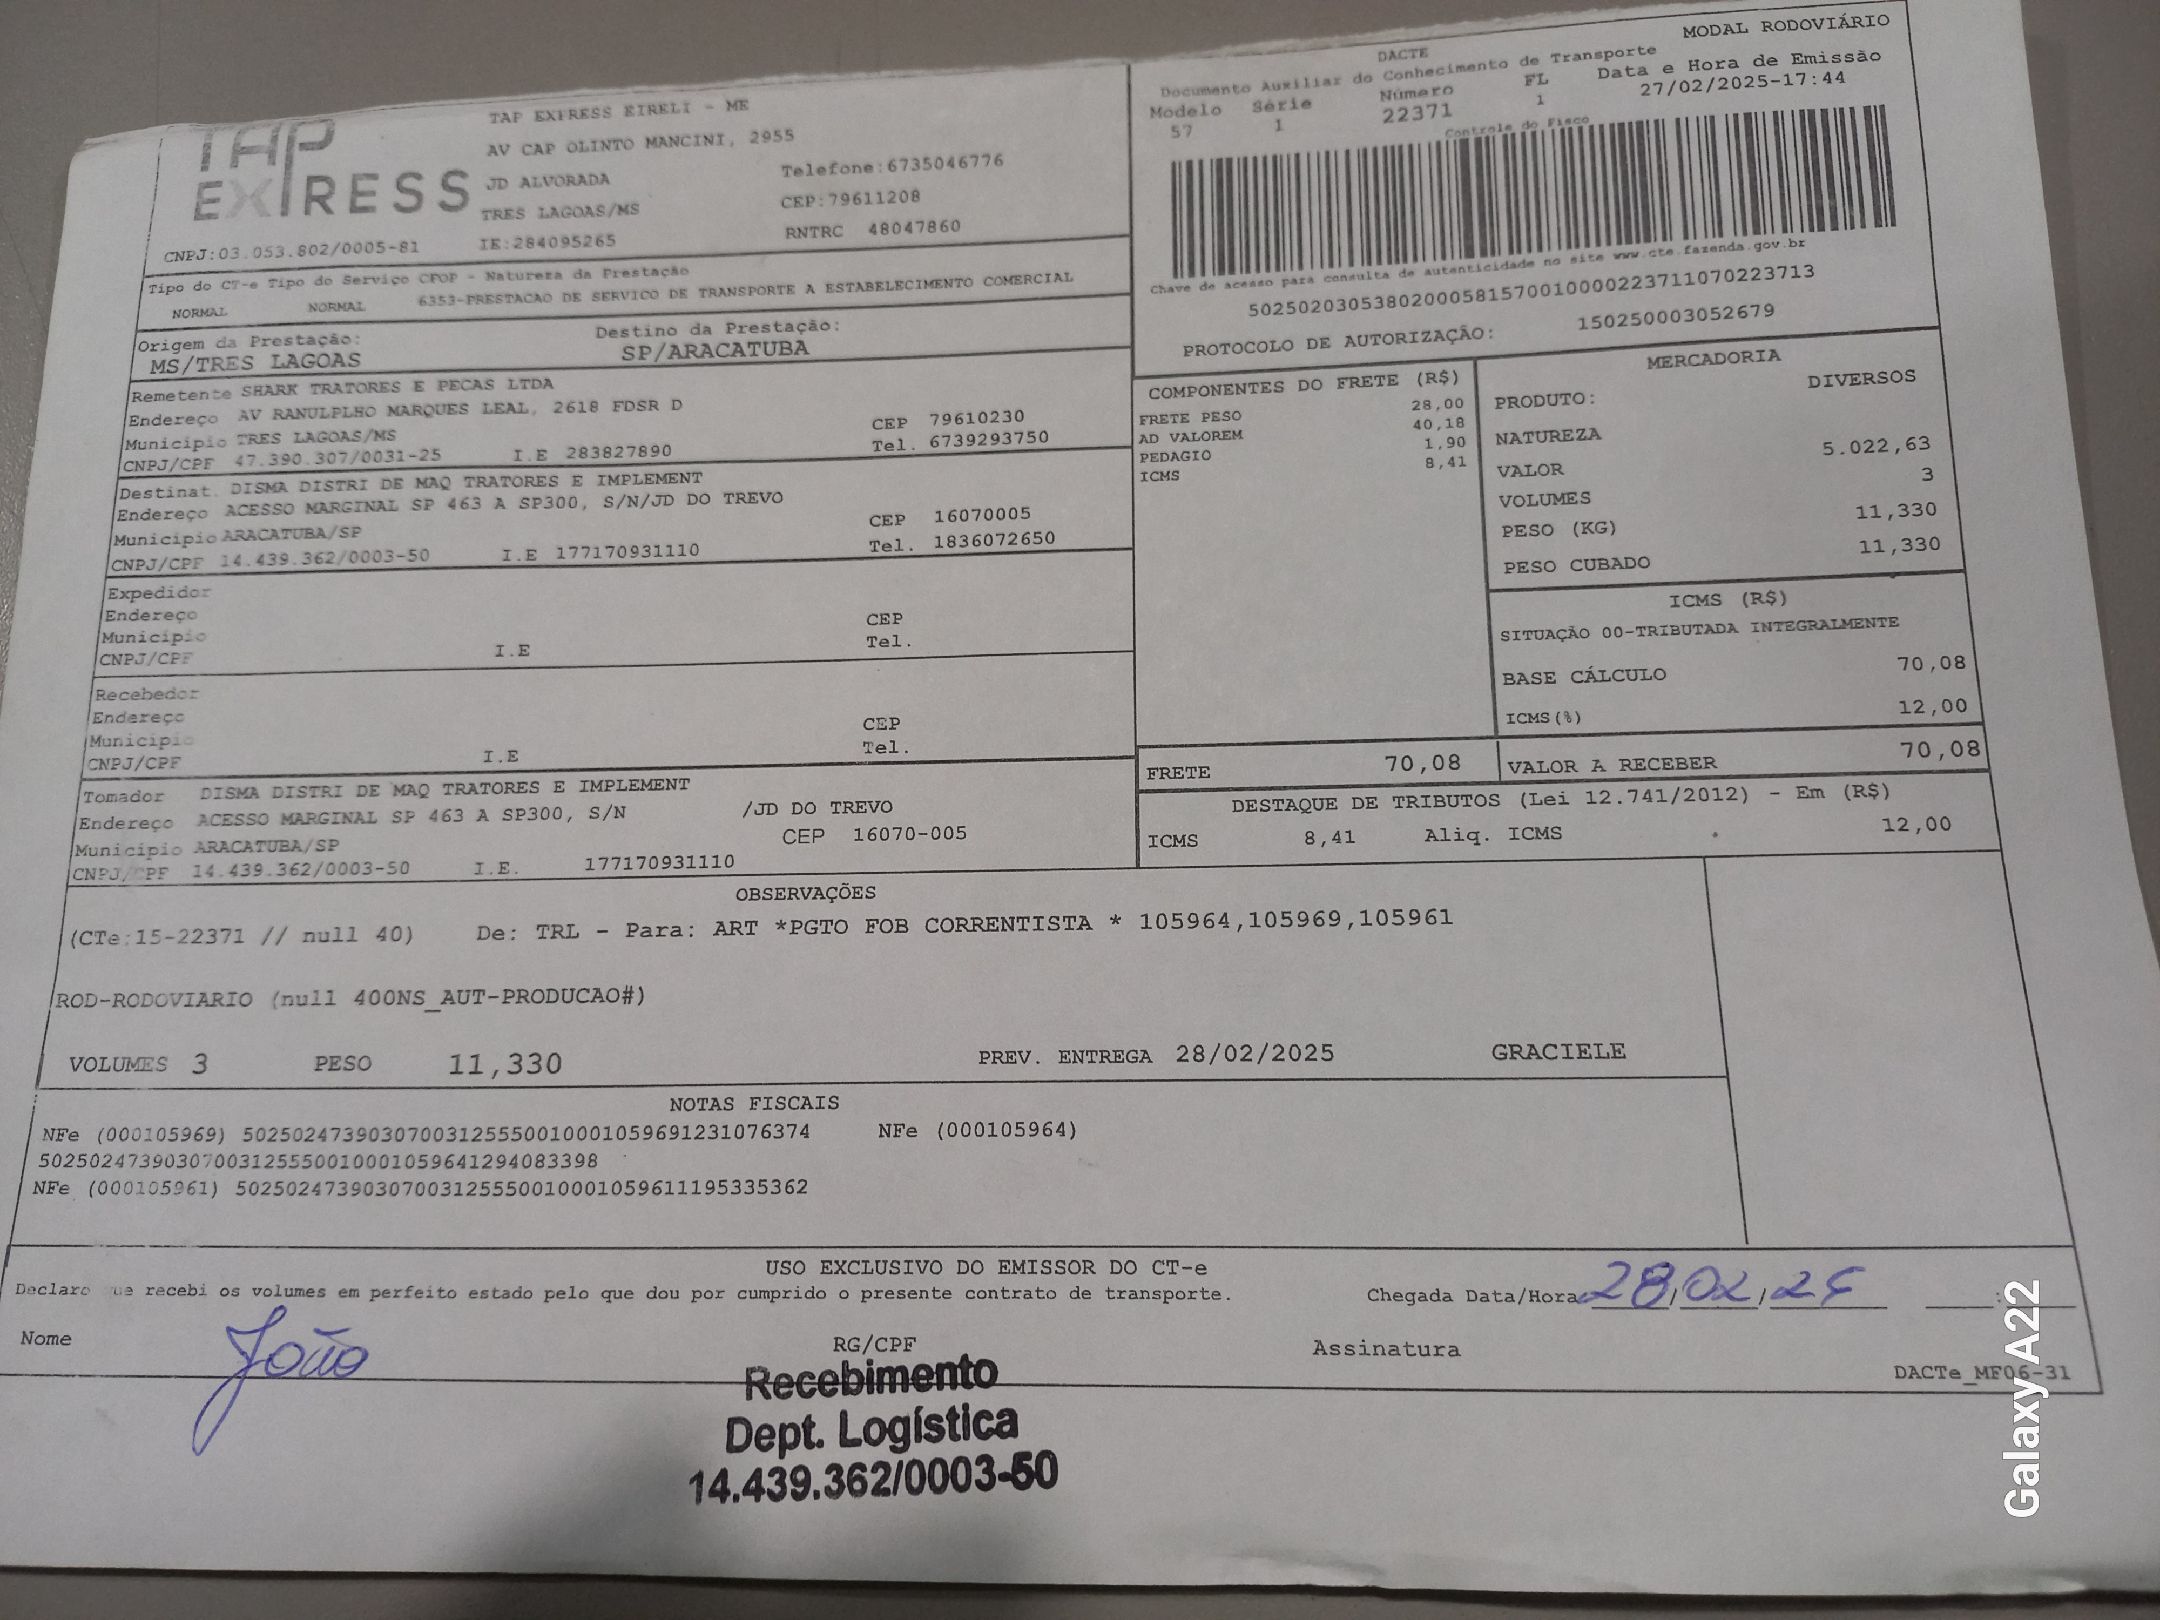 MODAL RODOVIÁRIO
DACTE
Documento Auxiliar do Conhecimento de Transporte
Modelo Série Número FL Data e Hora de Emissão
57 1 22371 1 27/02/2025-17:44
Controle do Fisco
TAP
EXPRESS
TAP EXPRESS EIRELI - ME
AV CAP OLINTO MANCINI, 2955
JD ALVORADA
TRES LAGOAS/MS
Telefone:6735046776
CEP:79611208
CNPJ:03.053.802/0005-81 IE:284095265 RNTRC 48047860
Chave de acesso para consulta de autenticidade no site www.cte.fazenda.gov.br
50250203053802000581570010000223711070223713
PROTOCOLO DE AUTORIZAÇÃO: 150250003052679
Tipo do CT-e Tipo do Serviço CFOP - Natureza da Prestação
NORMAL NORMAL 6353-PRESTACAO DE SERVICO DE TRANSPORTE A ESTABELECIMENTO COMERCIAL
Origem da Prestação: Destino da Prestação:
MS/TRES LAGOAS SP/ARACATUBA
Remetente SHARK TRATORES E PECAS LTDA
Endereço AV RANULPLHO MARQUES LEAL, 2618 FDSR D CEP 79610230
Município TRES LAGOAS/MS Tel. 6739293750
CNPJ/CPF 47.390.307/0031-25 I.E 283827890
Destinat. DISMA DISTRI DE MAQ TRATORES E IMPLEMENT
Endereço ACESSO MARGINAL SP 463 A SP300, S/N/JD DO TREVO CEP 16070005
Município ARACATUBA/SP Tel. 1836072650
CNPJ/CPF 14.439.362/0003-50 I.E 177170931110
Expedidor
Endereço CEP
Município Tel.
CNPJ/CPF I.E
Recebedor
Endereço CEP
Município Tel.
CNPJ/CPF I.E
Tomador DISMA DISTRI DE MAQ TRATORES E IMPLEMENT
Endereço ACESSO MARGINAL SP 463 A SP300, S/N /JD DO TREVO
Município ARACATUBA/SP CEP 16070-005
CNPJ/CPF 14.439.362/0003-50 I.E. 177170931110
COMPONENTES DO FRETE (R$)
FRETE PESO 28,00
AD VALOREM 40,18
PEDAGIO 1,90
ICMS 8,41
MERCADORIA
PRODUTO: DIVERSOS
NATUREZA
VALOR 5.022,63
VOLUMES 3
PESO (KG) 11,330
PESO CUBADO 11,330
ICMS (R$)
SITUAÇÃO 00-TRIBUTADA INTEGRALMENTE
BASE CÁLCULO 70,08
ICMS(%) 12,00
FRETE 70,08 VALOR A RECEBER 70,08
DESTAQUE DE TRIBUTOS (Lei 12.741/2012) - Em (R$)
ICMS 8,41 Aliq. ICMS 12,00
OBSERVAÇÕES
(CTe:15-22371 // null 40) De: TRL - Para: ART *PGTO FOB CORRENTISTA * 105964,105969,105961
ROD-RODOVIARIO (null 400NS_AUT-PRODUCAO#)
VOLUMES 3 PESO 11,330 PREV. ENTREGA 28/02/2025 GRACIELE
NOTAS FISCAIS
NFe (000105969) 50250247390307003125550010001059691231076374 NFe (000105964)
50250247390307003125550010001059641294083398
NFe (000105961) 50250247390307003125550010001059611195335362
USO EXCLUSIVO DO EMISSOR DO CT-e
Declaro que recebi os volumes em perfeito estado pelo que dou por cumprido o presente contrato de transporte. Chegada Data/Hora 28/02/25 :
Nome João RG/CPF Assinatura
DACTe_MF06-31
Recebimento
Dept. Logística
14.439.362/0003-50
Galaxy A22